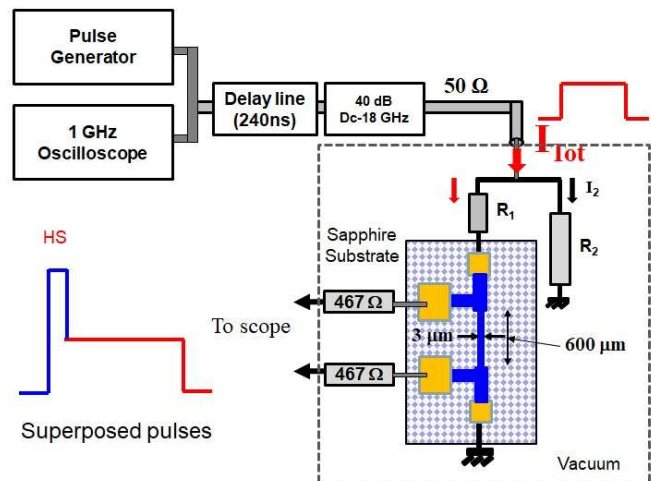 Pulse
Generator
1 GHz
Oscilloscope
Delay line
(240ns)
40 dB
Dc-18 GHz
50 Ω
I Tot
I₂
R₁
R₂
HS
Sapphire
Substrate
467 Ω
To scope
3 µm
600 µm
467 Ω
Superposed pulses
Vacuum